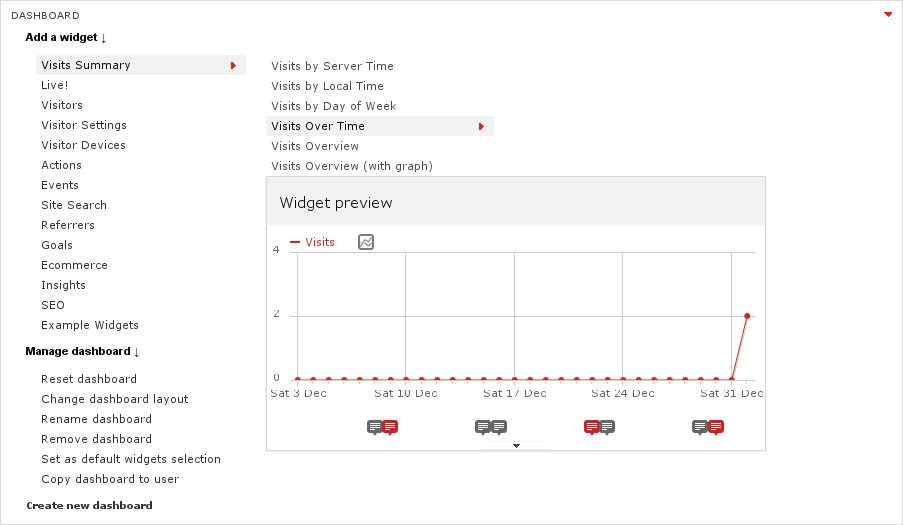 DASHBOARD
Add a widget ↓
Visits Summary
Live!
Visitors
Visitor Settings
Visitor Devices
Actions
Events
Site Search
Referrers
Goals
Ecommerce
Insights
SEO
Example Widgets
Manage dashboard ↓
Reset dashboard
Change dashboard layout
Rename dashboard
Remove dashboard
Set as default widgets selection
Copy dashboard to user
Create new dashboard
Visits by Server Time
Visits by Local Time
Visits by Day of Week
Visits Over Time
Visits Overview
Visits Overview (with graph)
Widget preview
Visits
4
2
0
Sat 3 Dec Sat 10 Dec Sat 17 Dec Sat 24 Dec Sat 31 Dec